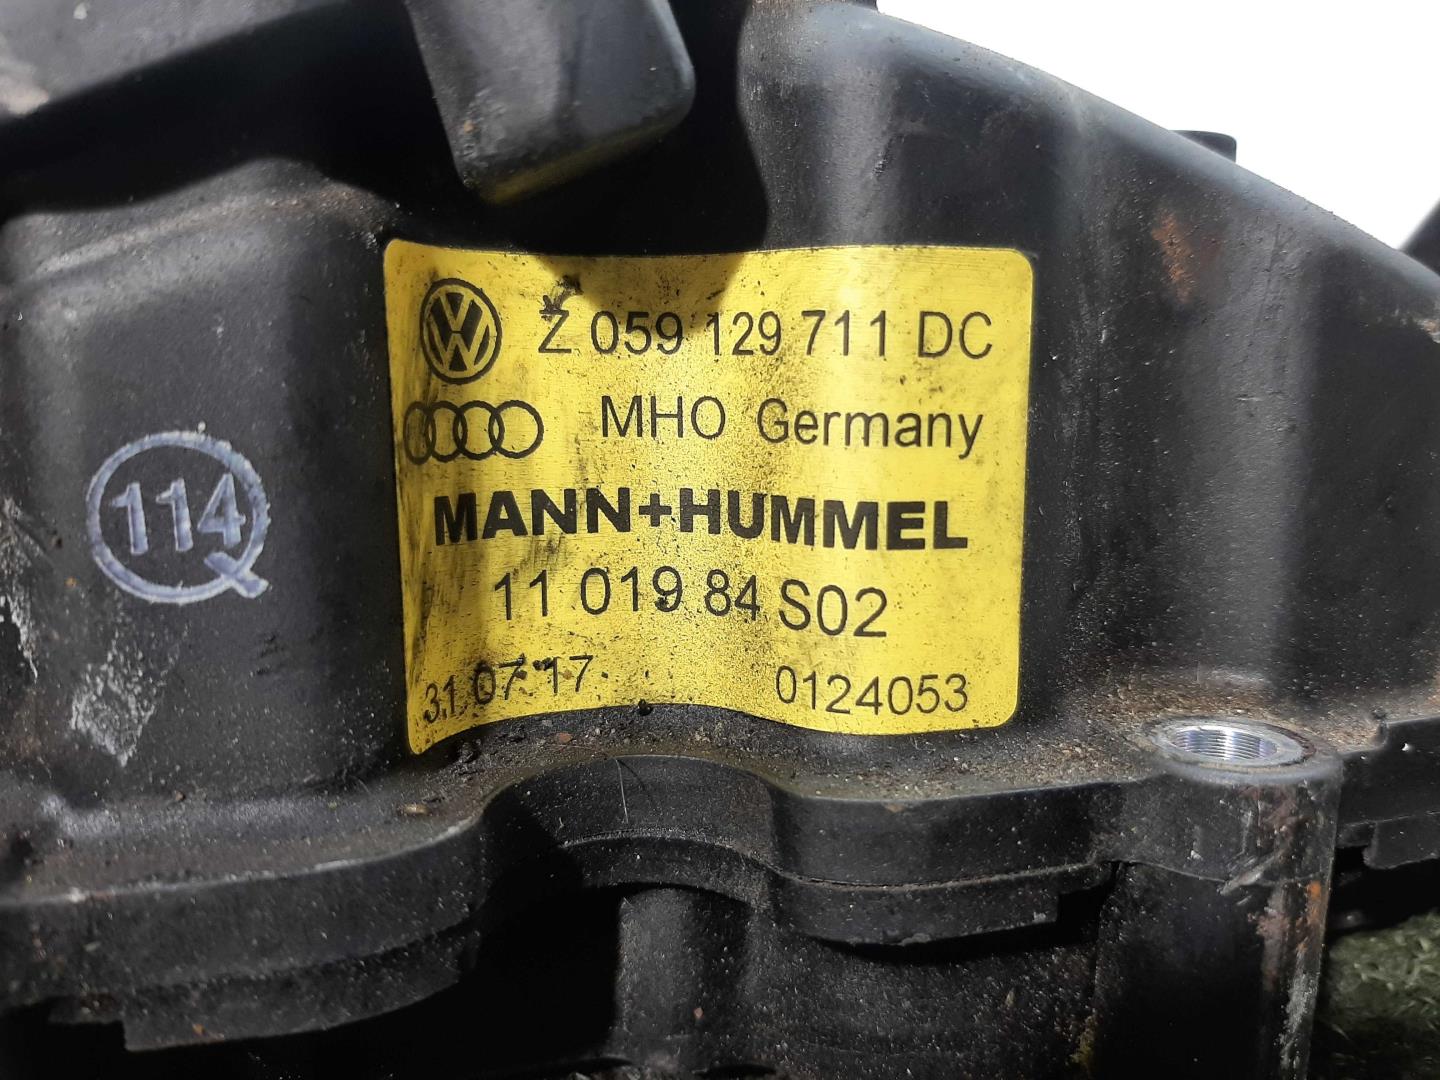 Z 059 129 711 DC
MHO Germany
MANN+HUMMEL
11 019 84 S02
31.07.17 0124053
114